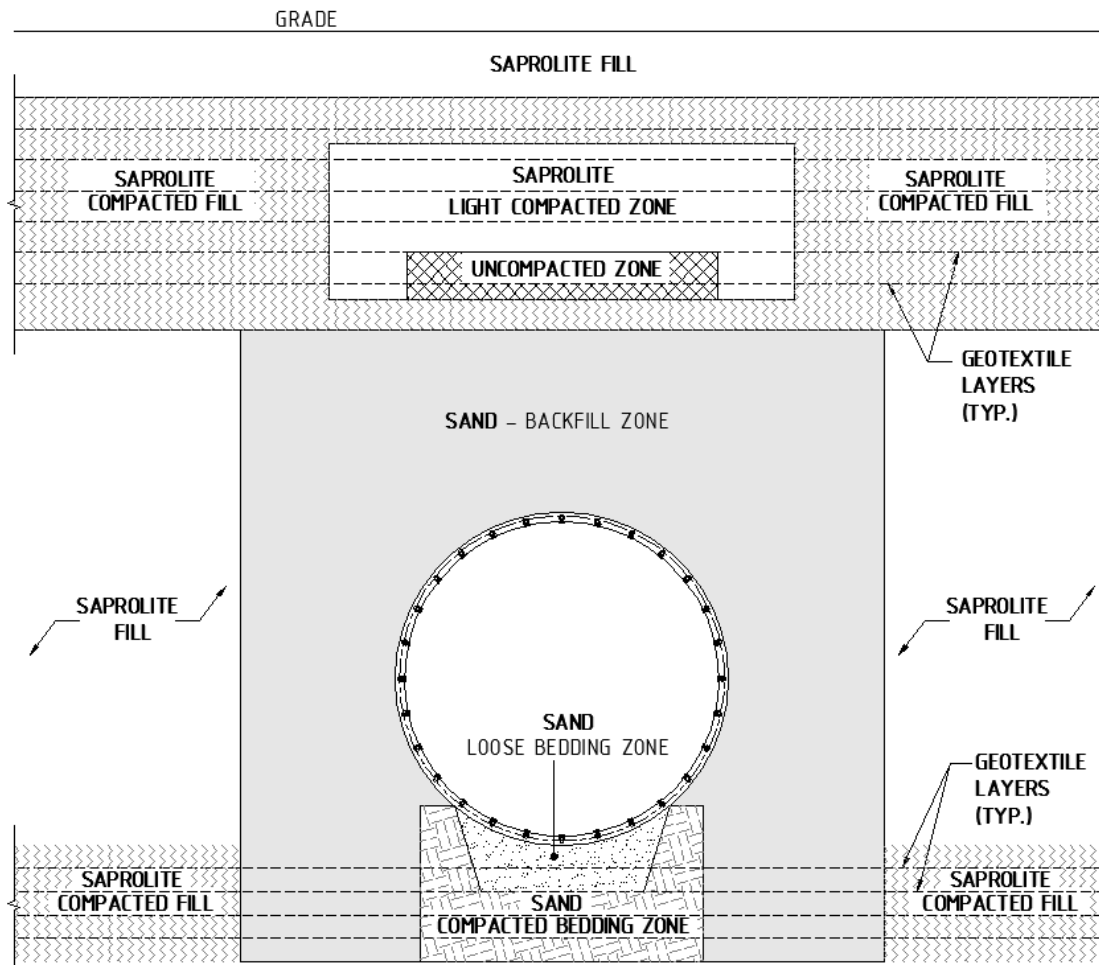 GRADE
SAPROLITE FILL
SAPROLITE
COMPACTED FILL
SAPROLITE
LIGHT COMPACTED ZONE
SAPROLITE
COMPACTED FILL
UNCOMPACTED ZONE
GEOTEXTILE
LAYERS
(TYP.)
SAND – BACKFILL ZONE
SAPROLITE
FILL
SAPROLITE
FILL
SAND
LOOSE BEDDING ZONE
GEOTEXTILE
LAYERS
(TYP.)
SAPROLITE
COMPACTED FILL
SAND
COMPACTED BEDDING ZONE
SAPROLITE
COMPACTED FILL